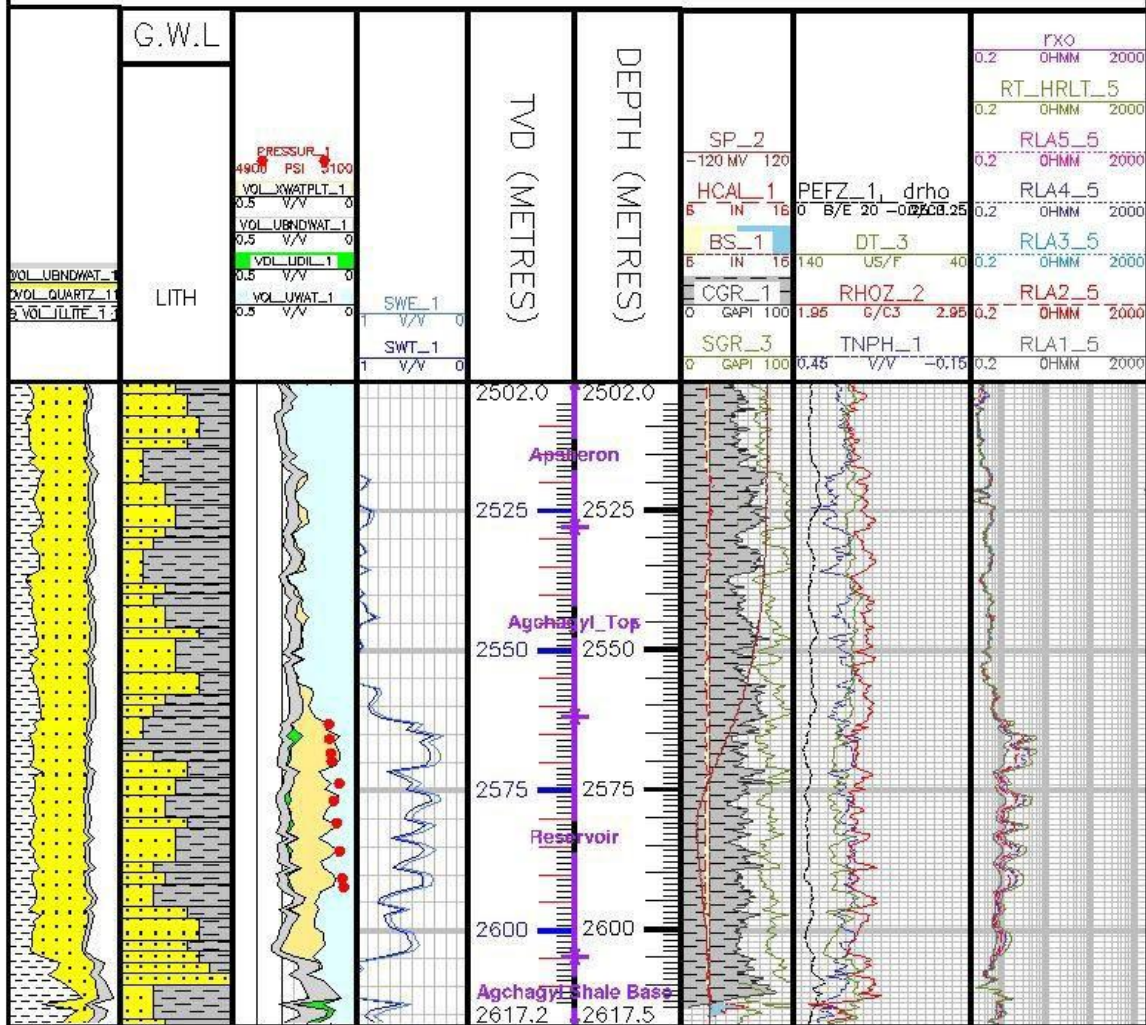 G.W.L
VOL_UBNDWAT_1
VOL_QUARTZ_1
VOL_ILLITE_1
LITH
PRESSUR_1
4900 PSI 5100
VOL_XWATPLT_1
0.5 V/V 0
VOL_UBNDWAT_1
0.5 V/V 0
VOL_UOIL_1
0.5 V/V 0
VOL_UWAT_1
0.5 V/V 0
SWE_1
1 V/V 0
SWT_1
1 V/V 0
TVD (METRES)
DEPTH (METRES)
SP_2
-120 MV 120
HCAL_1
6 IN 16
BS_1
6 IN 16
CGR_1
0 GAPI 100
SGR_3
0 GAPI 100
PEFZ_1, drho
0 B/E 20
DT_3
140 US/F 40
RHOZ_2
1.95 G/C3 2.95
TNPH_1
0.45 V/V -0.15
rxo
0.2 OHMM 2000
RT_HRLT_5
0.2 OHMM 2000
RLA5_5
0.2 OHMM 2000
RLA4_5
0.2 OHMM 2000
RLA3_5
0.2 OHMM 2000
RLA2_5
0.2 OHMM 2000
RLA1_5
0.2 OHMM 2000
2502.0 2502.0
Apsheron
2525 2525
Agchagyl_Top
2550 2550
2575 2575
Reservoir
2600 2600
Agchagyl Shale Base
2617.2 2617.5